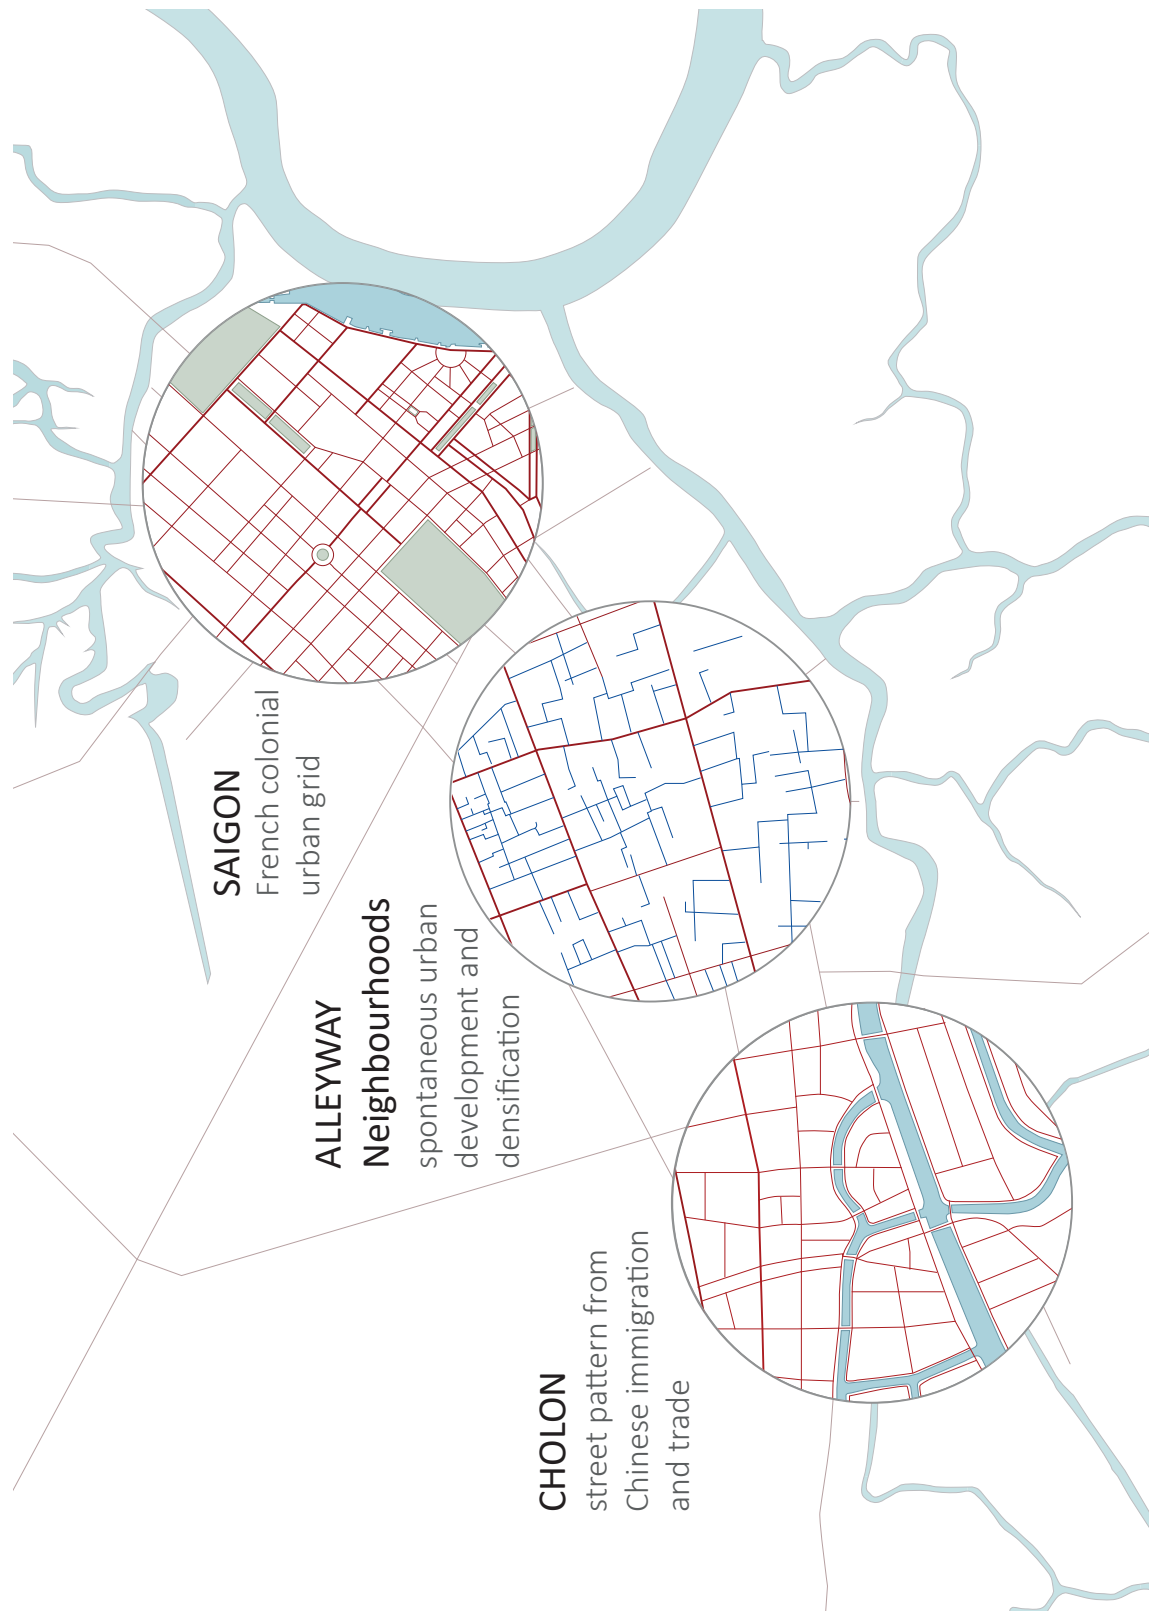 SAIGON
French colonial
urban grid
ALLEYWAY
Neighbourhoods
spontaneous urban
development and
densification
CHOLON
street pattern from
Chinese immigration
and trade